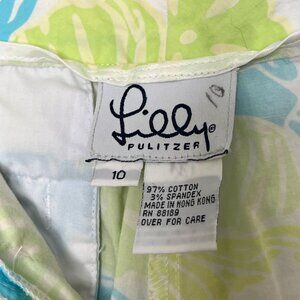 10
Lilly®
PULITZER
10
97% COTTON
3% SPANDEX
MADE IN HONG KONG
RN 88189
OVER FOR CARE